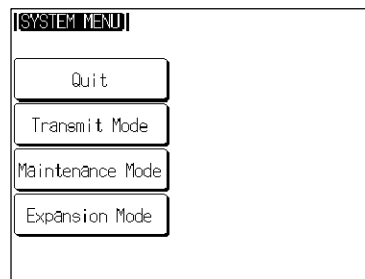 SYSTEM MENU
Quit
Transmit Mode
Maintenance Mode
Expansion Mode